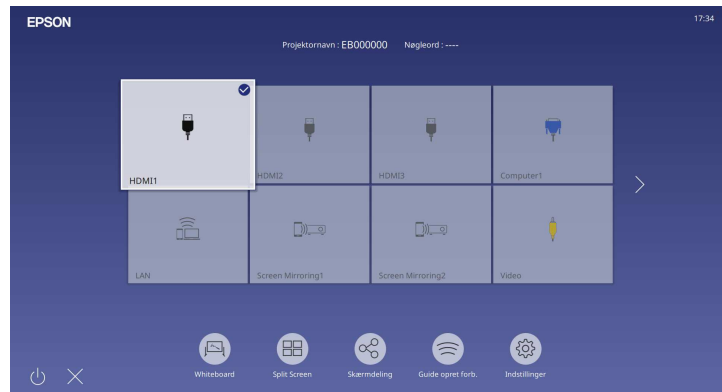 EPSON
17:34
Projektornavn : EB000000 Nøgleord : ----
HDMI1
HDMI2
HDMI3
Computer1
LAN
Screen Mirroring1
Screen Mirroring2
Video
Whiteboard
Split Screen
Skærmdeling
Guide opret forb.
Indstillinger